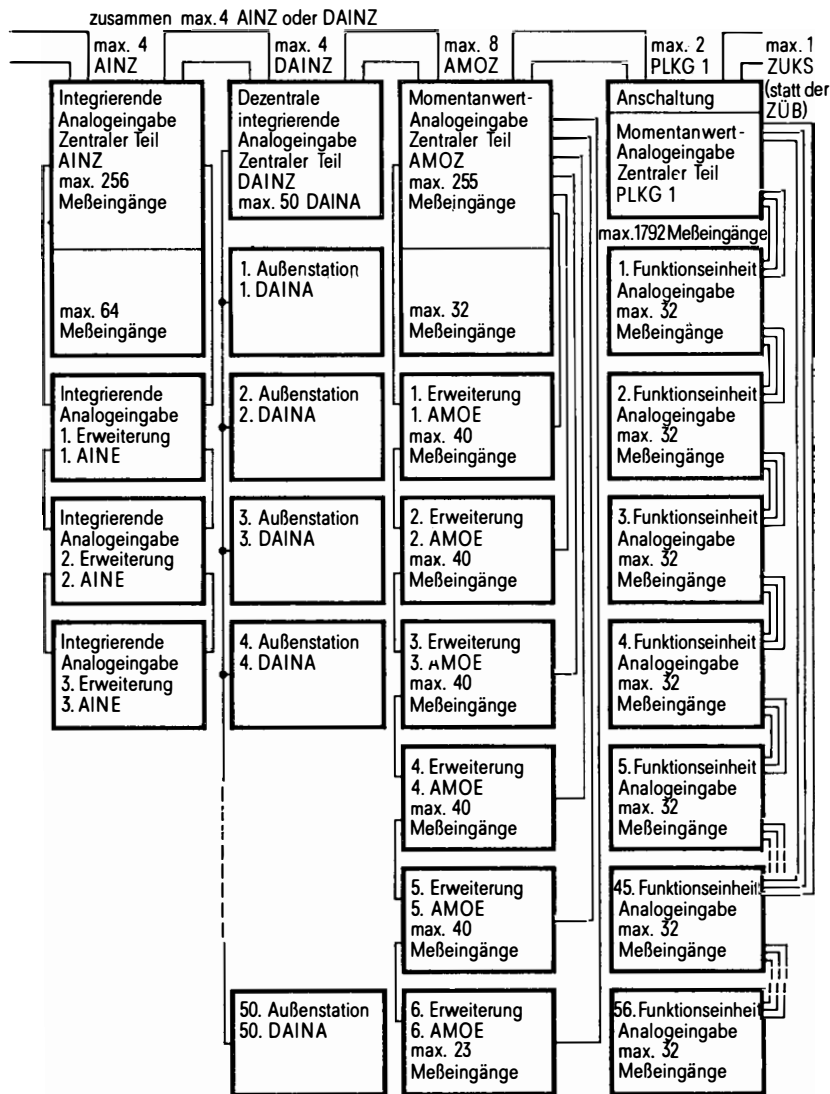 zusammen max. 4 AINZ oder DAINZ
max. 4
AINZ
max. 4
DAINZ
max. 8
AMOZ
max. 2
PLKG 1
max. 1
ZUKS
(statt der
ZÜB)
Integrierende
Analogeingabe
Zentraler Teil
AINZ
max. 256
Meßeingänge
max. 64
Meßeingänge
Integrierende
Analogeingabe
1. Erweiterung
1. AINE
Integrierende
Analogeingabe
2. Erweiterung
2. AINE
Integrierende
Analogeingabe
3. Erweiterung
3. AINE
Dezentrale
integrierende
Analogeingabe
Zentraler Teil
DAINZ
max. 50 DAINA
1. Außenstation
1. DAINA
2. Außenstation
2. DAINA
3. Außenstation
3. DAINA
4. Außenstation
4. DAINA
50. Außenstation
50. DAINA
Momentanwert-
Analogeingabe
Zentraler Teil
AMOZ
max. 255
Meßeingänge
max. 32
Meßeingänge
1. Erweiterung
1. AMOE
max. 40
Meßeingänge
2. Erweiterung
2. AMOE
max. 40
Meßeingänge
3. Erweiterung
3. AMOE
max. 40
Meßeingänge
4. Erweiterung
4. AMOE
max. 40
Meßeingänge
5. Erweiterung
5. AMOE
max. 40
Meßeingänge
6. Erweiterung
6. AMOE
max. 23
Meßeingänge
Anschaltung
Momentanwert-
Analogeingabe
Zentraler Teil
PLKG 1
max. 1792 Meßeingänge
1. Funktionseinheit
Analogeingabe
max. 32
Meßeingänge
2. Funktionseinheit
Analogeingabe
max. 32
Meßeingänge
3. Funktionseinheit
Analogeingabe
max. 32
Meßeingänge
4. Funktionseinheit
Analogeingabe
max. 32
Meßeingänge
5. Funktionseinheit
Analogeingabe
max. 32
Meßeingänge
45. Funktionseinheit
Analogeingabe
max. 32
Meßeingänge
56. Funktionseinheit
Analogeingabe
max. 32
Meßeingänge